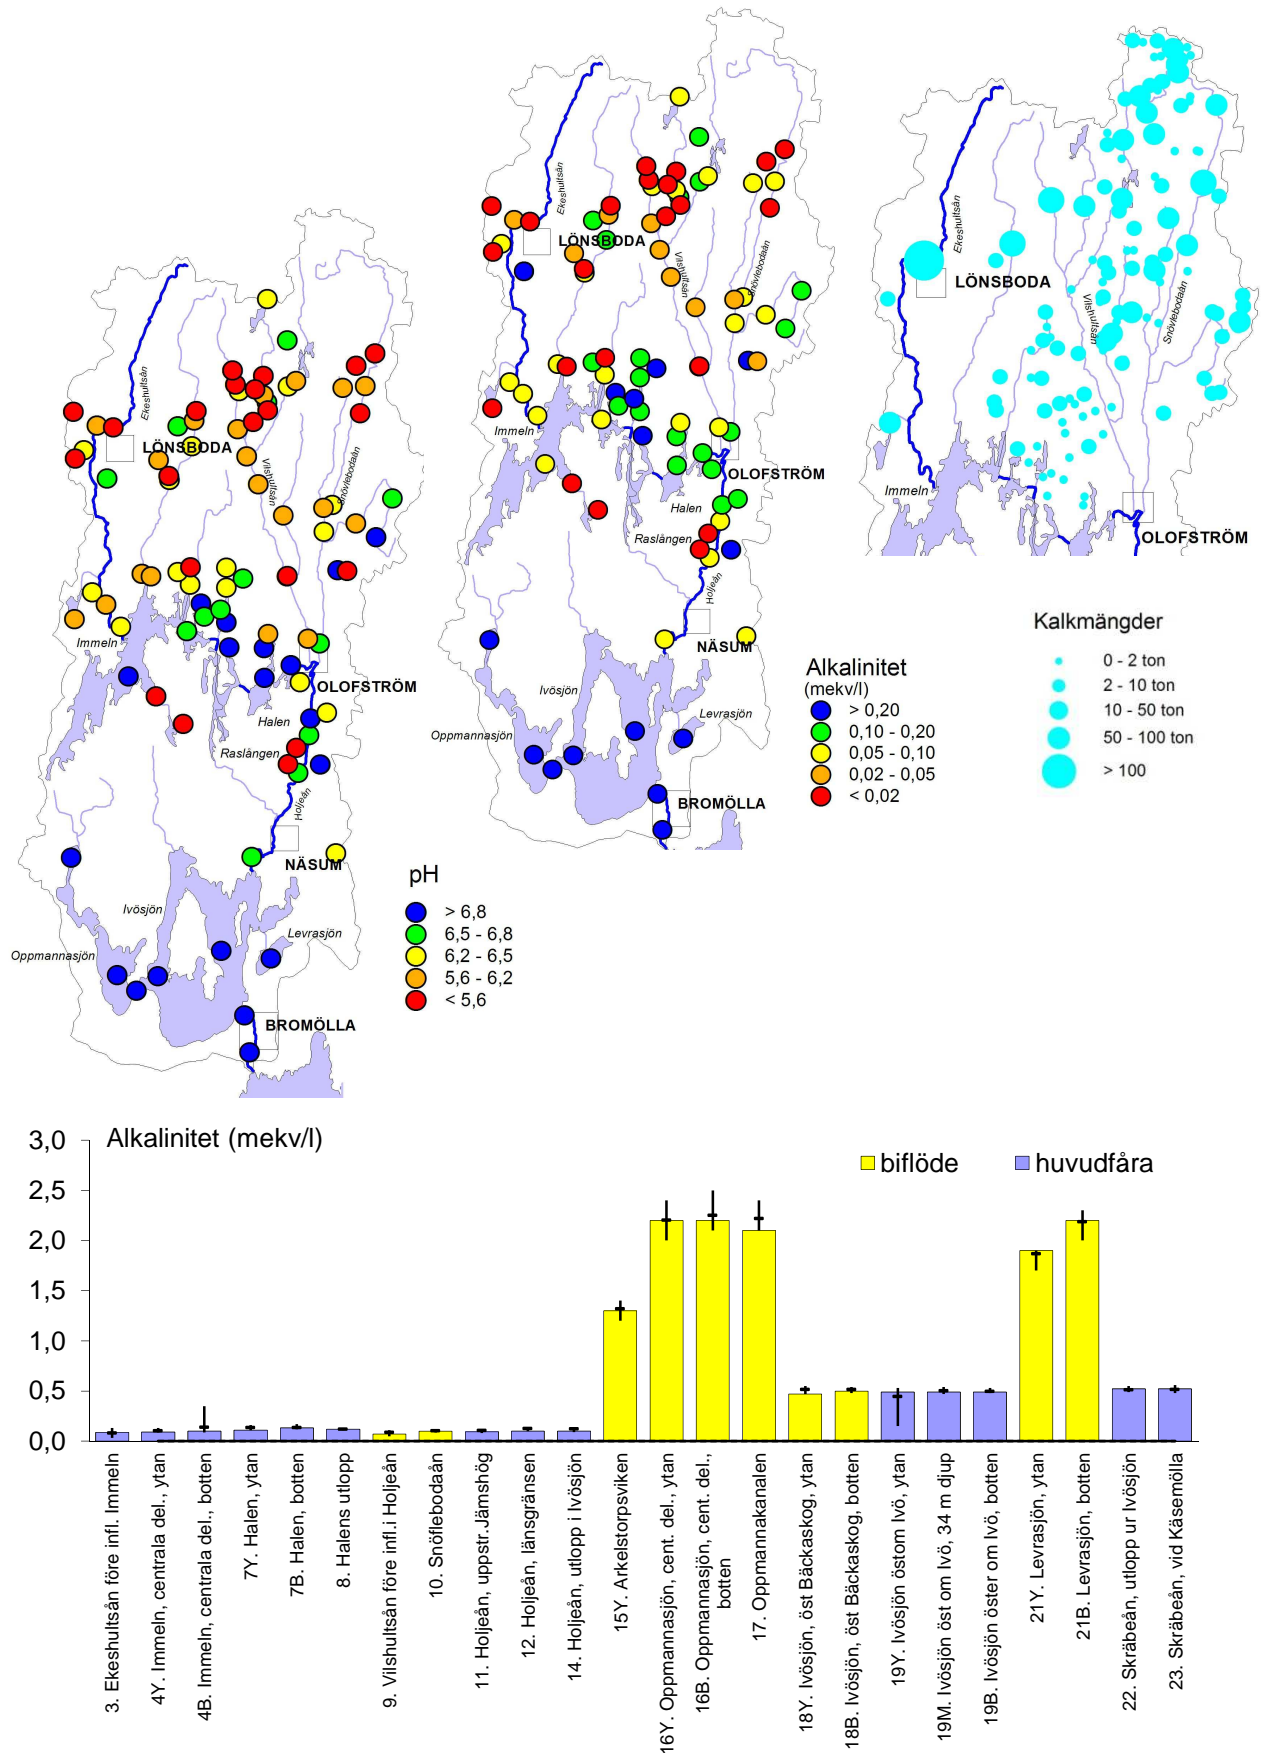 Ekeshultsån
LÖNSBODA
Vilshultsån
Snövlebodaån
Immeln
OLOFSTRÖM
Halen
Raslången
Holjeån
NÄSUM
Ivösjön
Levrasjön
Oppmannasjön
BROMÖLLA
pH
> 6,8
6,5 - 6,8
6,2 - 6,5
5,6 - 6,2
< 5,6
Ekeshultsån
LÖNSBODA
Vilshultsån
Snövlebodaån
Immeln
OLOFSTRÖM
Halen
Raslången
Holjeån
NÄSUM
Ivösjön
Levrasjön
Oppmannasjön
BROMÖLLA
Alkalinitet
(mekv/l)
> 0,20
0,10 - 0,20
0,05 - 0,10
0,02 - 0,05
< 0,02
Ekeshultsån
LÖNSBODA
Vilshultsån
Snövlebodaån
Immeln
OLOFSTRÖM
Kalkmängder
0 - 2 ton
2 - 10 ton
10 - 50 ton
50 - 100 ton
> 100
Alkalinitet (mekv/l)
biflöde
huvudfåra
3,0
2,5
2,0
1,5
1,0
0,5
0,0
3. Ekeshultsån före infl. Immeln
4Y. Immeln, centrala del., ytan
4B. Immeln, centrala del., botten
7Y. Halen, ytan
7B. Halen, botten
8. Halens utlopp
9. Vilshultsån före infl.i Holjeån
10. Snöflebodaån
11. Holjeån, uppstr.Jämshög
12. Holjeån, länsgränsen
14. Holjeån, utlopp i Ivösjön
15Y. Arkelstorpsviken
16Y. Oppmannasjön, cent. del., ytan
16B. Oppmannasjön, cent. del.,
botten
17. Oppmannakanalen
18Y. Ivösjön, öst Bäckaskog, ytan
18B. Ivösjön, öst Bäckaskog, botten
19Y. Ivösjön östom Ivö, ytan
19M. Ivösjön öst om Ivö, 34 m djup
19B. Ivösjön öster om Ivö, botten
21Y. Levrasjön, ytan
21B. Levrasjön, botten
22. Skräbeån, utlopp ur Ivösjön
23. Skräbeån, vid Käsemölla